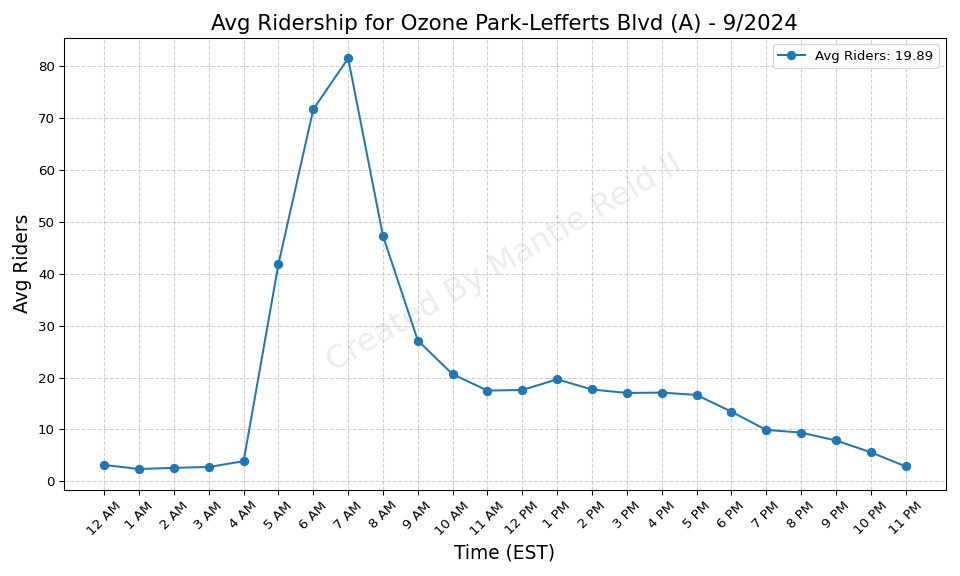 Avg Ridership for Ozone Park-Lefferts Blvd (A) - 9/2024
Avg Riders: 19.89
Avg Riders
80
70
60
50
40
30
20
10
0
Created By Mantie Reid II
12 AM
1 AM
2 AM
3 AM
4 AM
5 AM
6 AM
7 AM
8 AM
9 AM
10 AM
11 AM
12 PM
1 PM
2 PM
3 PM
4 PM
5 PM
6 PM
7 PM
8 PM
9 PM
10 PM
11 PM
Time (EST)